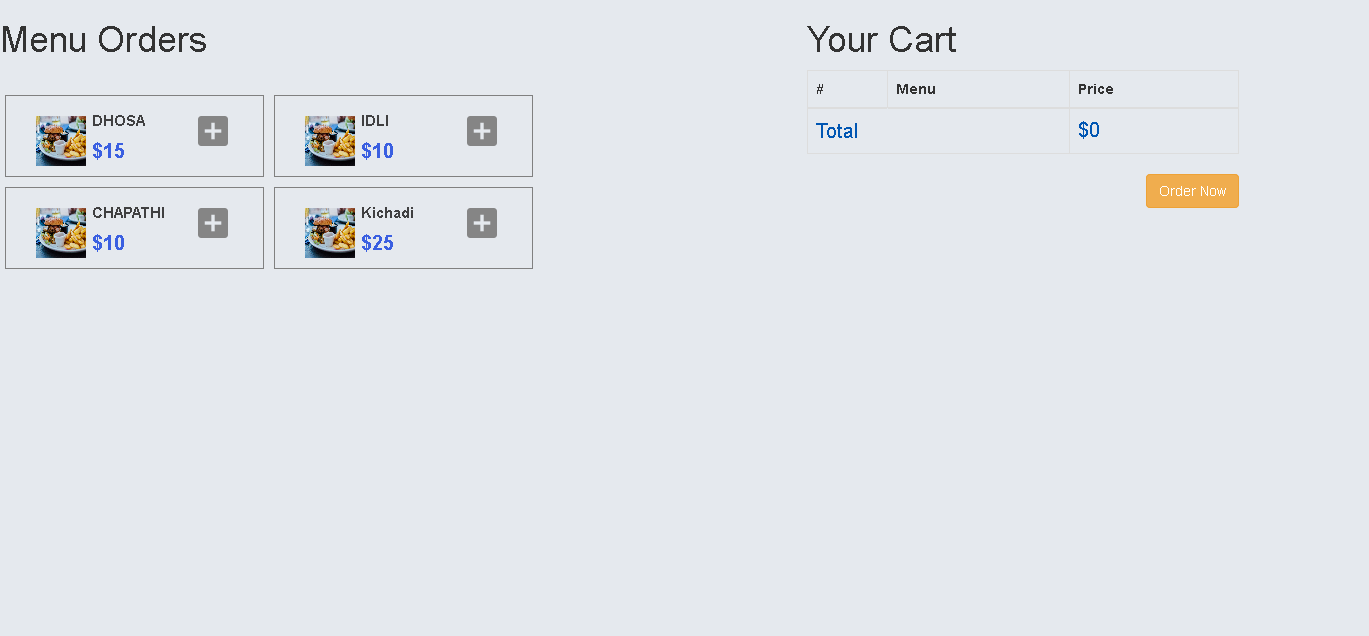 Menu Orders
DHOSA
$15
IDLI
$10
CHAPATHI
$10
Kichadi
$25
Your Cart
# Menu Price
Total $0
Order Now